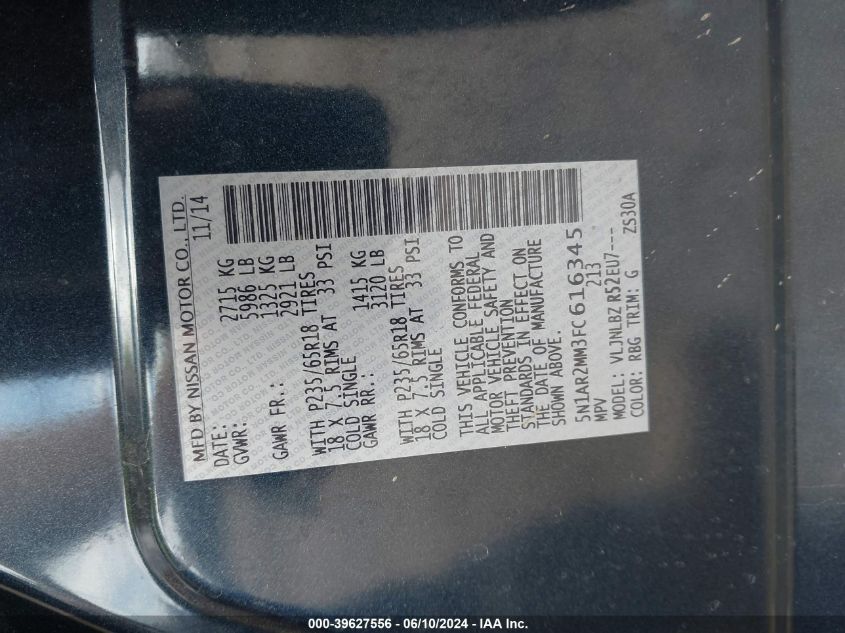 MFD BY NISSAN MOTOR CO., LTD.
DATE: 11/14
GVWR: 2715 KG
5986 LB
GAWR FR.: 1325 KG
2921 LB
WITH P235/65R18 TIRES
18 X 7.5 RIMS AT 33 PSI
COLD SINGLE
GAWR RR.: 1415 KG
3120 LB
WITH P235/65R18 TIRES
18 X 7.5 RIMS AT 33 PSI
COLD SINGLE
THIS VEHICLE CONFORMS TO
ALL APPLICABLE FEDERAL
MOTOR VEHICLE SAFETY AND
THEFT PREVENTION
STANDARDS IN EFFECT ON
THE DATE OF MANUFACTURE
SHOWN ABOVE.
5N1AR2MM3FC616345
MPV 213
MODEL: VLJNLBZ R52EU7----
COLOR: RBG TRIM: G ZS30A
000-39627556 - 06/10/2024 - IAA Inc.